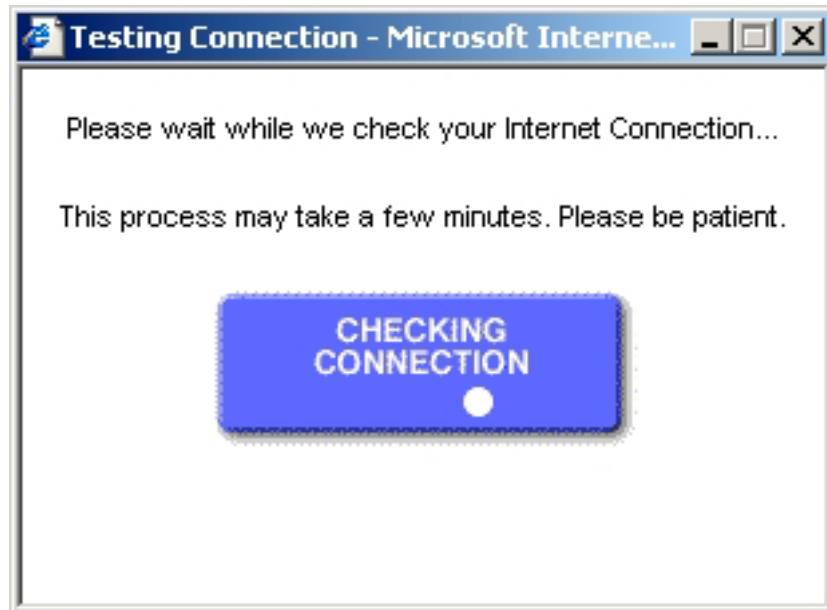 Testing Connection - Microsoft Interne...
Please wait while we check your Internet Connection...
This process may take a few minutes. Please be patient.
CHECKING
CONNECTION